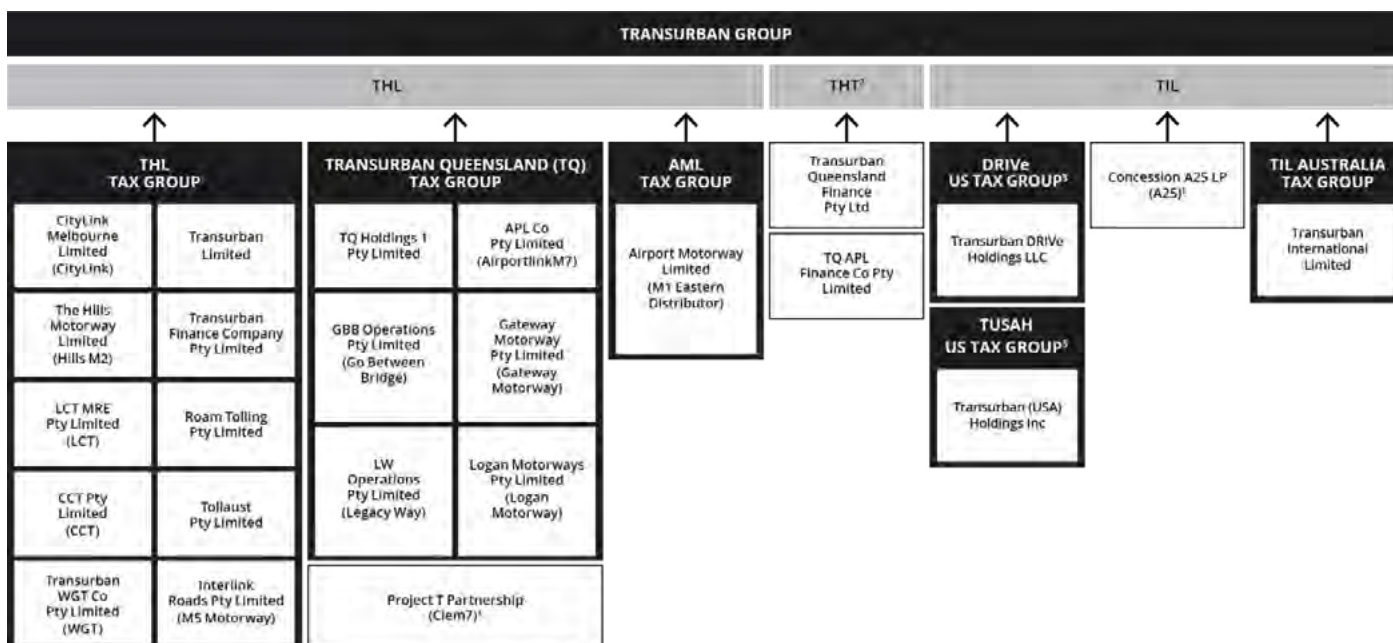 TRANSURBAN GROUP
THL
THT²
TIL
THL
TAX GROUP
CityLink
Melbourne
Limited
(CityLink)
Transurban
Limited
The Hills
Motorway
Limited
(Hills M2)
Transurban
Finance Company
Pty Limited
LCT MRE
Pty Limited
(LCT)
Roam Tolling
Pty Limited
CCT Pty
Limited
(CCT)
Tollaust
Pty Limited
Transurban
WGT Co
Pty Limited
(WGT)
Interlink
Roads Pty Limited
(M5 Motorway)
TRANSURBAN QUEENSLAND (TQ)
TAX GROUP
TQ Holdings 1
Pty Limited
APL Co
Pty Limited
(AirportlinkM7)
GBB Operations
Pty Limited
(Go Between
Bridge)
Gateway
Motorway
Pty Limited
(Gateway
Motorway)
LW
Operations
Pty Limited
(Legacy Way)
Logan Motorways
Pty Limited
(Logan
Motorway)
Project T Partnership
(Clem7)
AML
TAX GROUP
Airport Motorway
Limited
(M1 Eastern
Distributor)
Transurban
Queensland
Finance
Pty Ltd
TQ APL
Finance Co Pty
Limited
DRIVe
US TAX GROUP
Transurban DRIVe
Holdings LLC
TUSAH
US TAX GROUP
Transurban (USA)
Holdings Inc
Concession A25 LP
(A25)
TIL AUSTRALIA
TAX GROUP
Transurban
International
Limited